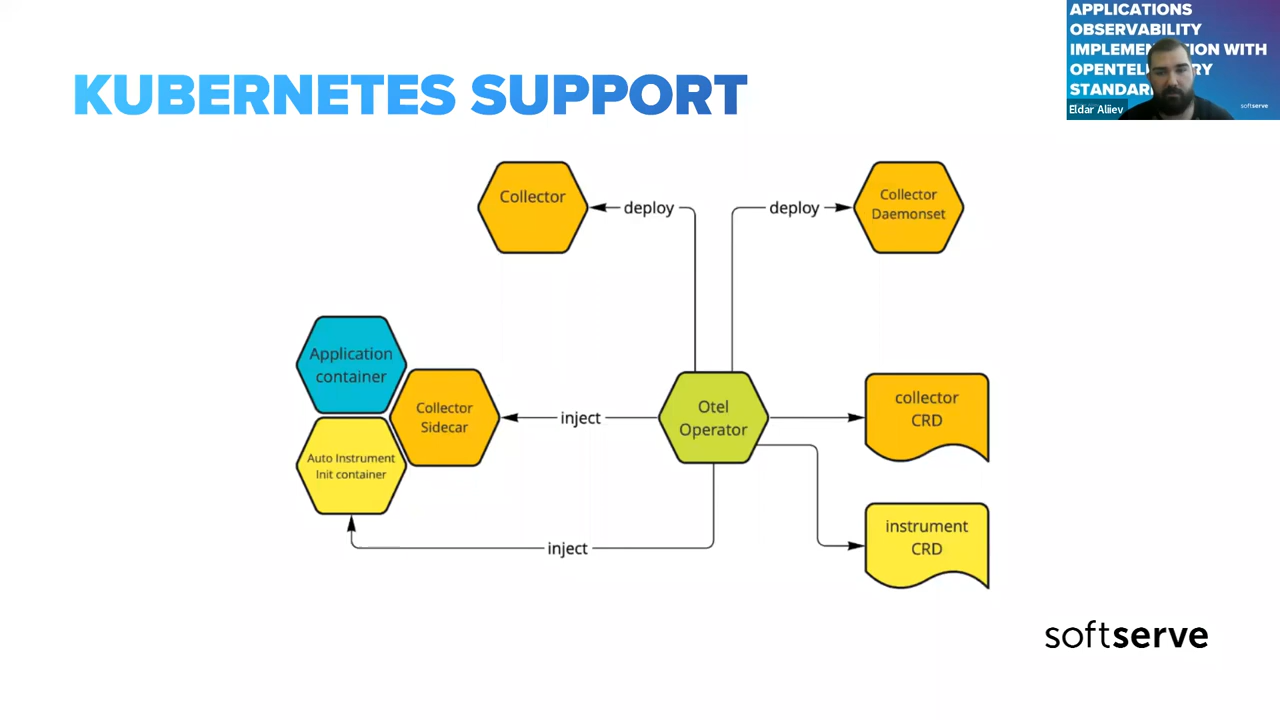 APPLICATIONS
OBSERVABILITY
WITH
Eldar Aliiev
softserve
KUBERNETES SUPPORT
Collector
deploy
deploy
Collector
Daemonset
Application
container
Collector
Sidecar
Auto Instrument
Init container
inject
Otel
Operator
collector
CRD
inject
instrument
CRD
softserve